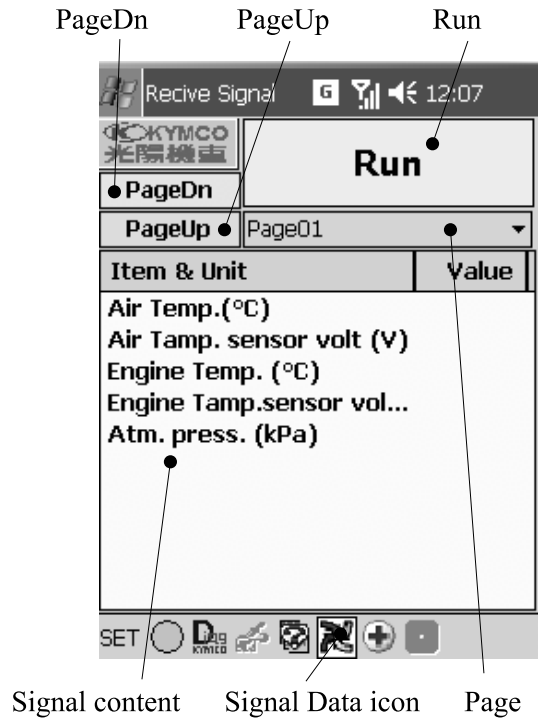 PageDn PageUp Run
Recive Signal G 12:07
KYMCO
光陽機車
Run
PageDn
PageUp Page01
Item & Unit Value
Air Temp.(°C)
Air Tamp. sensor volt (V)
Engine Temp. (°C)
Engine Tamp.sensor vol...
Atm. press. (kPa)
SET Diag KYMCO
Signal content Signal Data icon Page